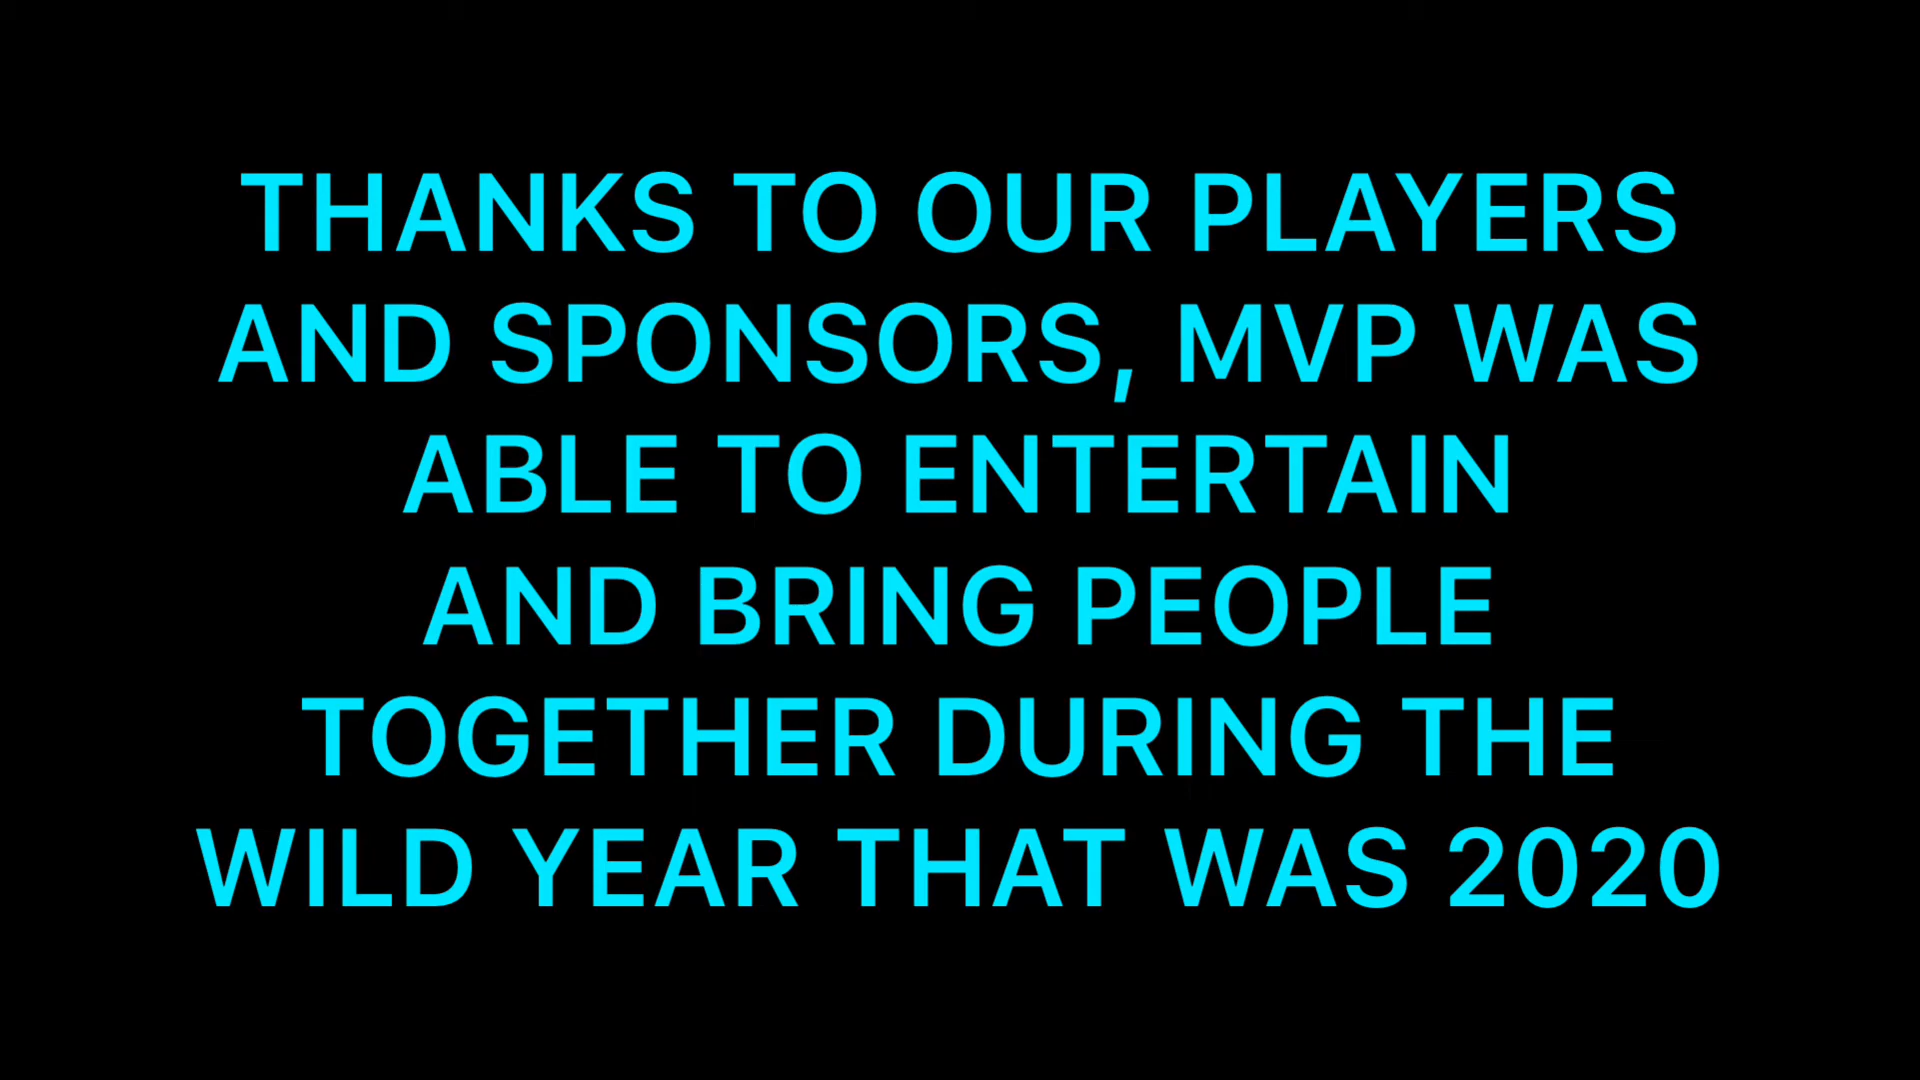 THANKS TO OUR PLAYERS
AND SPONSORS, MVP WAS
ABLE TO ENTERTAIN
AND BRING PEOPLE
TOGETHER DURING THE
WILD YEAR THAT WAS 2020